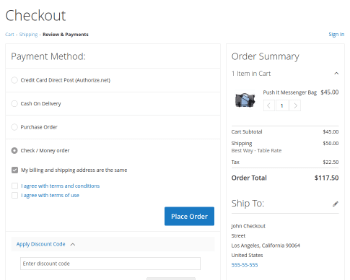 Checkout
Cart › Shipping › Review & Payments
Sign in
Payment Method:
Credit Card Direct Post (Authorize.net)
Cash On Delivery
Purchase Order
Check / Money order
My billing and shipping address are the same
I agree with terms and conditions
I agree with terms of use
Place Order
Apply Discount Code
Enter discount code
Order Summary
1 Item in Cart
Push It Messenger Bag $45.00
1
Cart Subtotal $45.00
Shipping $50.00
Best Way - Table Rate
Tax $22.50
Order Total $117.50
Ship To:
John Checkout
Street
Los Angeles, California 90064
United States
555-55-555